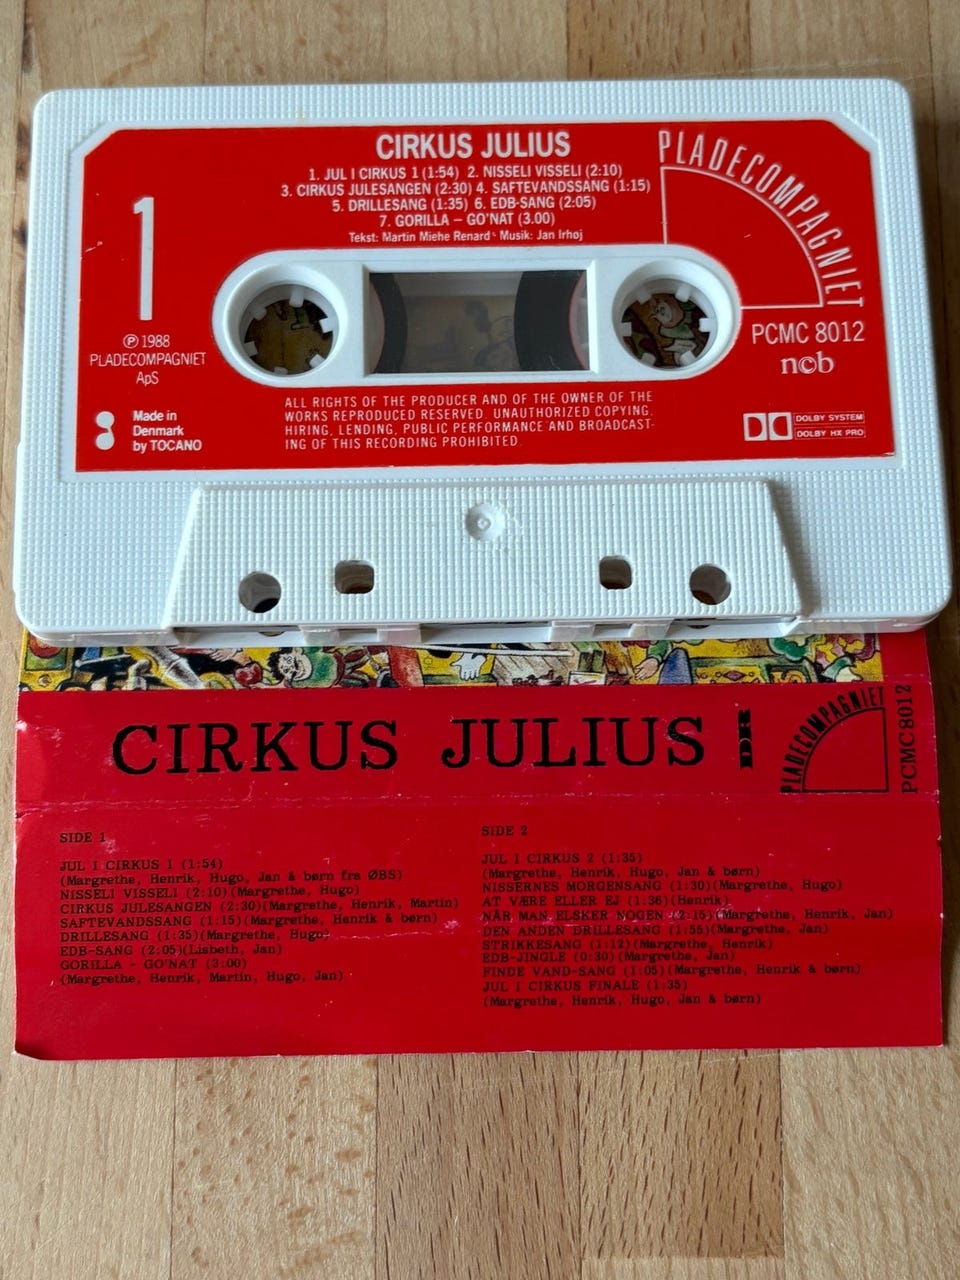 CIRKUS JULIUS
1. JUL I CIRKUS 1 (1:54) 2. NISSELI VISSELI (2:10)
3. CIRKUS JULESANGEN (2:30) 4. SAFTEVANDSSANG (1:15)
5. DRILLESANG (1:35) 6. EDB-SANG (2:05)
7. GORILLA – GO'NAT (3.00)
Tekst: Martin Miehe Renard · Musik: Jan Irhøj
PLADECOMPAGNIET
1
PCMC 8012
n©b
℗ 1988
PLADECOMPAGNIET
ApS
Made in
Denmark
by TOCANO
ALL RIGHTS OF THE PRODUCER AND OF THE OWNER OF THE
WORKS REPRODUCED RESERVED. UNAUTHORIZED COPYING.
HIRING, LENDING, PUBLIC PERFORMANCE AND BROADCAST-
ING OF THIS RECORDING PROHIBITED.
DOLBY SYSTEM
DOLBY HX PRO
CIRKUS JULIUS
DR
PLADECOMPAGNIET
PCMC 8012
SIDE 1
JUL I CIRKUS 1 (1:54)
(Margrethe, Henrik, Hugo, Jan & børn fra ØBS)
NISSELI VISSELI (2:10)(Margrethe, Hugo)
CIRKUS JULESANGEN (2:30)(Margrethe, Henrik, Martin)
SAFTEVANDSSANG (1:15)(Margrethe, Henrik & børn)
DRILLESANG (1:35)(Margrethe, Hugo)
EDB-SANG (2:05)(Lisbeth, Jan)
GORILLA - GO'NAT (3:00)
(Margrethe, Henrik, Martin, Hugo, Jan)
SIDE 2
JUL I CIRKUS 2 (1:35)
(Margrethe, Henrik, Hugo, Jan & børn)
NISSERNES MORGENSANG (1:30)(Margrethe, Hugo)
AT VÆRE ELLER EJ (1:36)(Henrik)
NÅR MAN ELSKER NOGEN (2:15)(Margrethe, Henrik, Jan)
DEN ANDEN DRILLESANG (1:55)(Margrethe, Jan)
STRIKKESANG (1:12)(Margrethe, Henrik)
EDB-JINGLE (0:30)(Margrethe, Jan)
FINDE VAND-SANG (1:05)(Margrethe, Henrik & børn)
JUL I CIRKUS FINALE (1:35)
(Margrethe, Henrik, Hugo, Jan & børn)